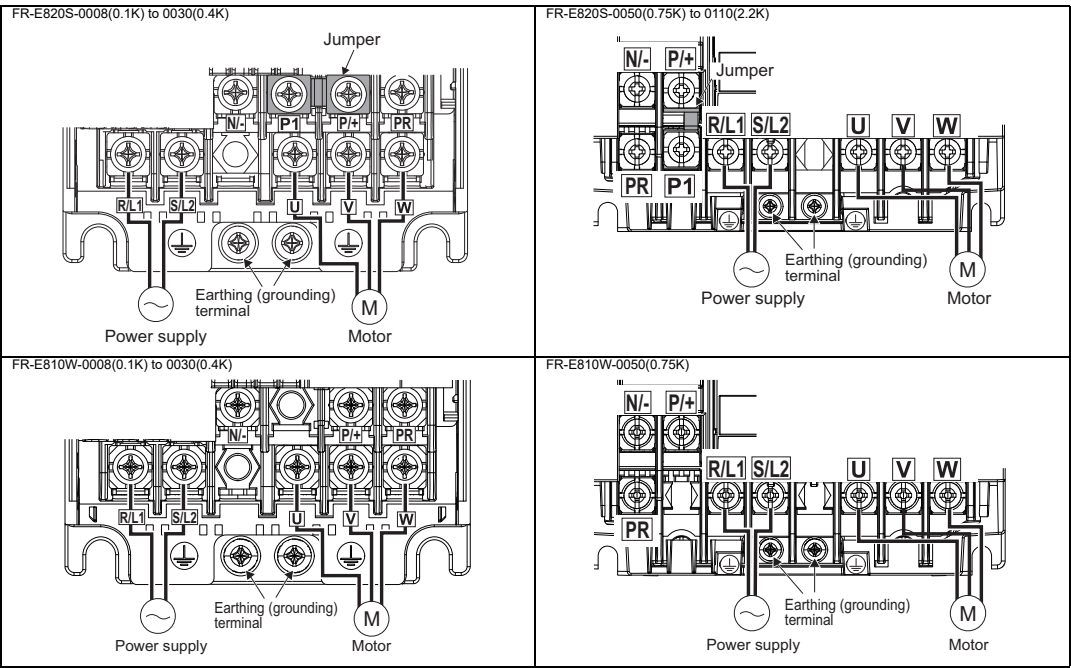 FR-E820S-0008(0.1K) to 0030(0.4K)
Jumper
N/- P1 P/+ PR
R/L1 S/L2 U V W
Earthing (grounding)
terminal
M
Power supply Motor
FR-E820S-0050(0.75K) to 0110(2.2K)
N/- P/+
Jumper
R/L1 S/L2 U V W
PR P1
Earthing (grounding)
terminal
M
Power supply Motor
FR-E810W-0008(0.1K) to 0030(0.4K)
N/- P/+ PR
R/L1 S/L2 U V W
Earthing (grounding)
terminal
M
Power supply Motor
FR-E810W-0050(0.75K)
N/- P/+
R/L1 S/L2 U V W
PR
Earthing (grounding)
terminal
M
Power supply Motor